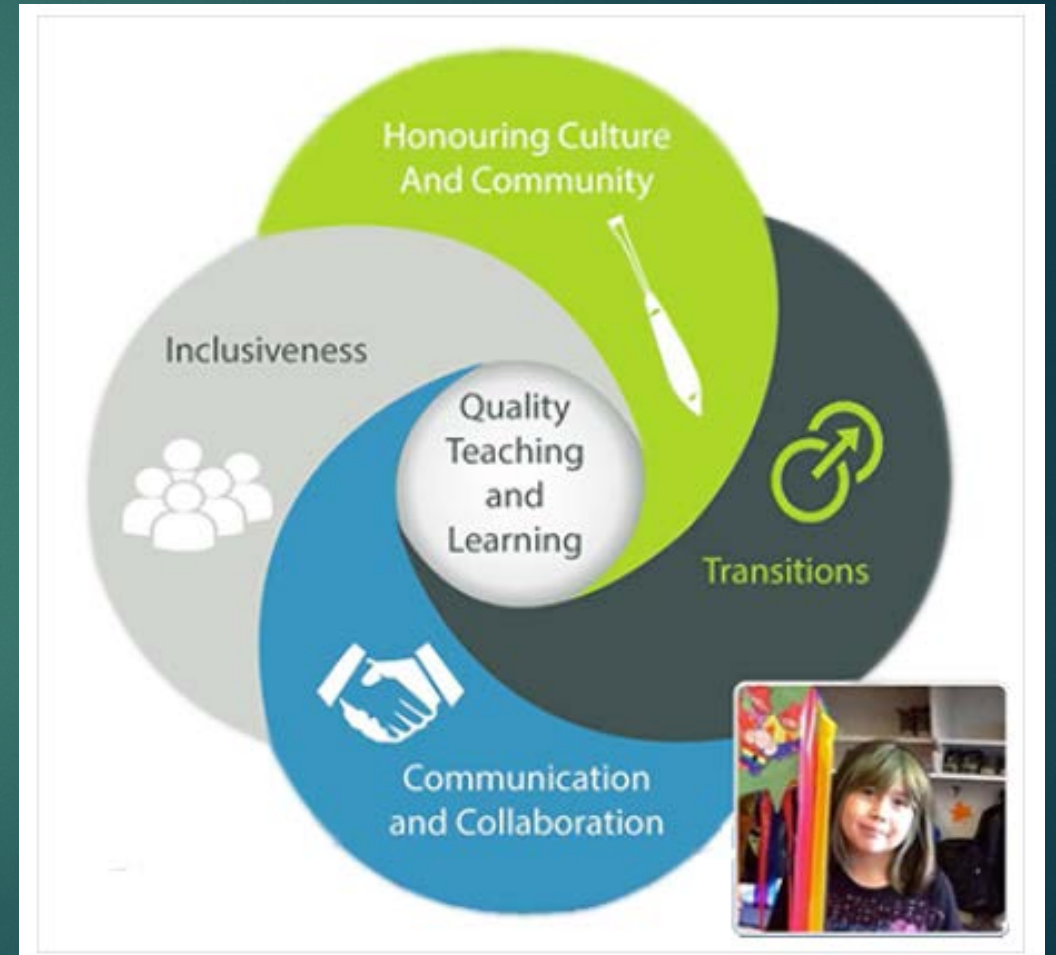 Honouring Culture
And Community
Inclusiveness
Quality
Teaching
and
Learning
Transitions
Communication
and Collaboration